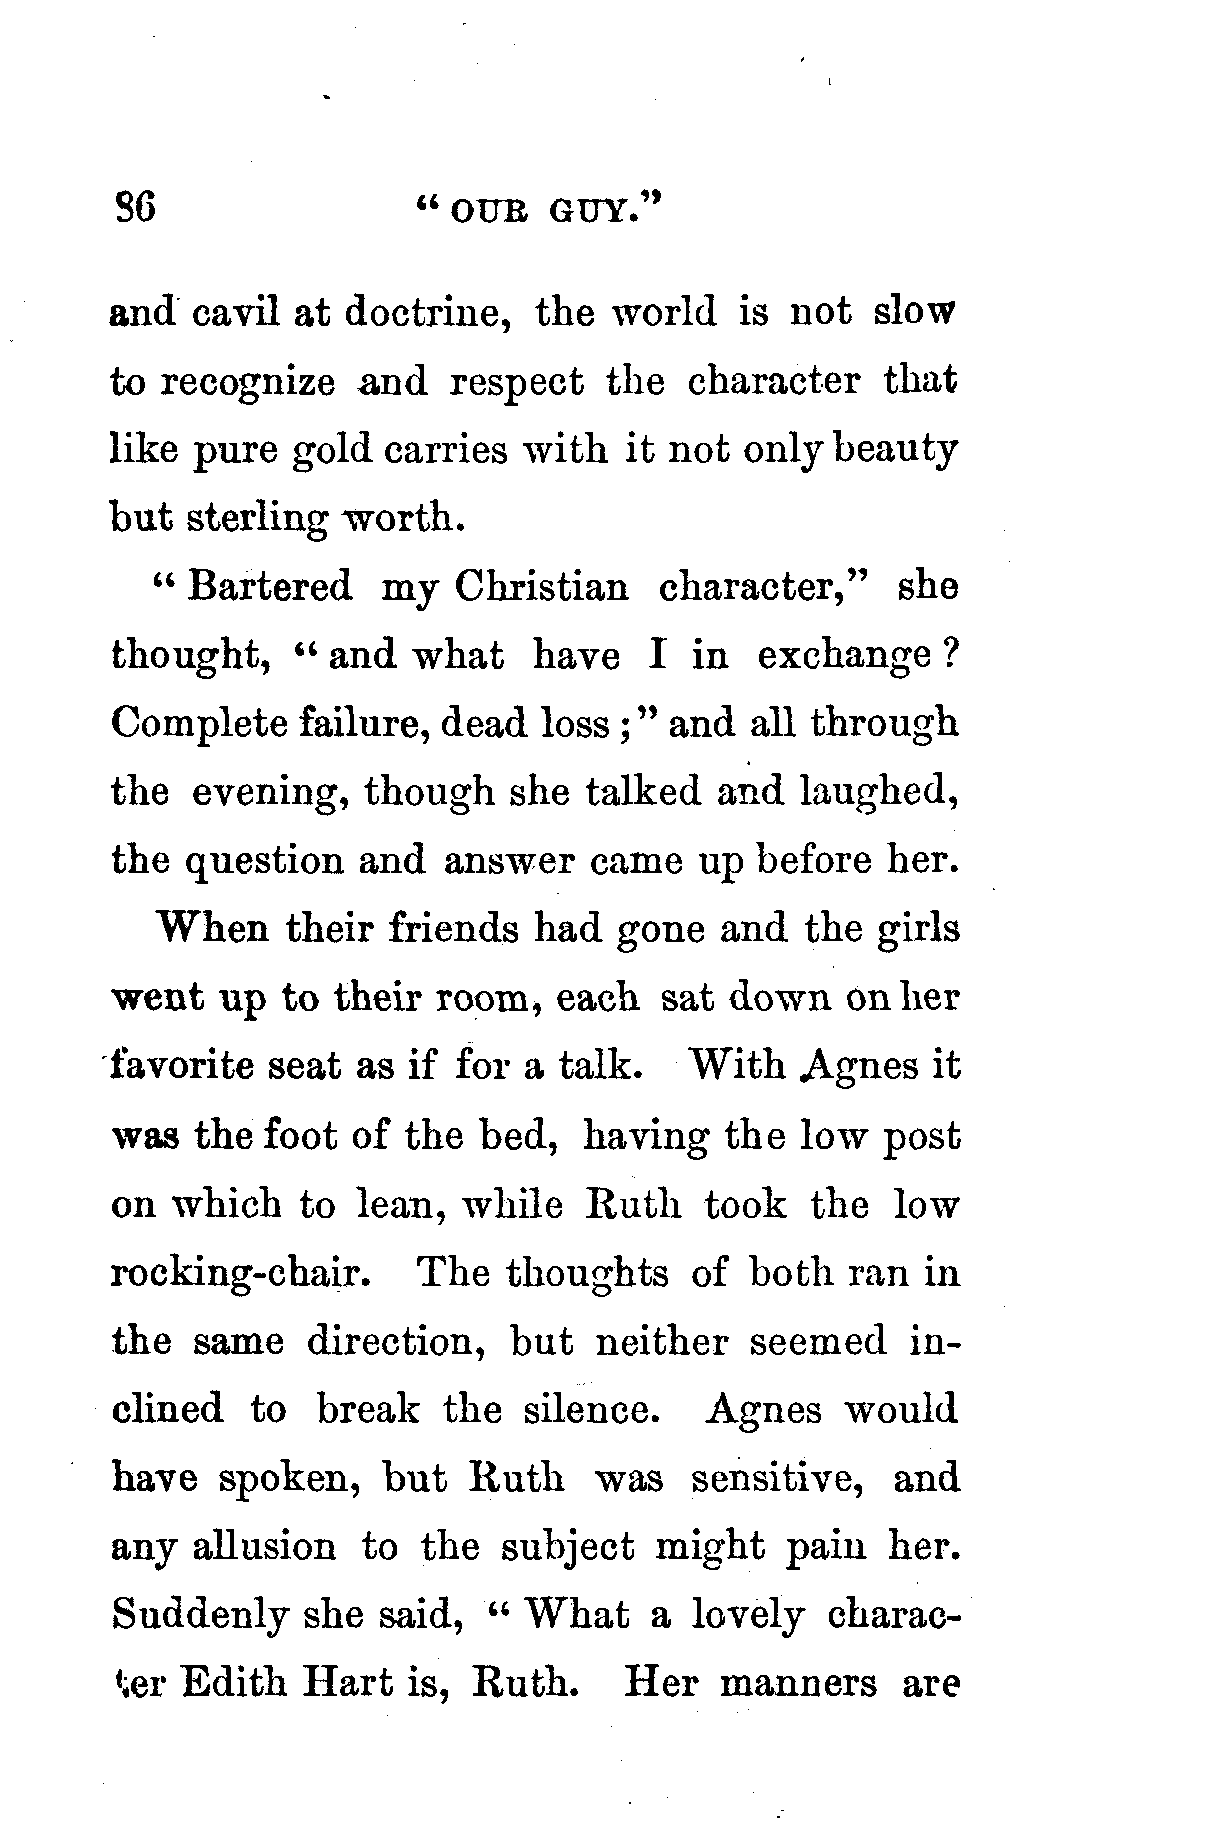 86 “ OUR GUY.”
and cavil at doctrine, the world is not slow
to recognize and respect the character that
like pure gold carries with it not only beauty
but sterling worth.
“ Bartered my Christian character,” she
thought, “ and what have I in exchange ?
Complete failure, dead loss ;” and all through
the evening, though she talked and laughed,
the question and answer came up before her.
When their friends had gone and the girls
went up to their room, each sat down on her
favorite seat as if for a talk. With Agnes it
was the foot of the bed, having the low post
on which to lean, while Ruth took the low
rocking-chair. The thoughts of both ran in
the same direction, but neither seemed in-
clined to break the silence. Agnes would
have spoken, but Ruth was sensitive, and
any allusion to the subject might pain her.
Suddenly she said, “ What a lovely charac-
ter Edith Hart is, Ruth. Her manners are